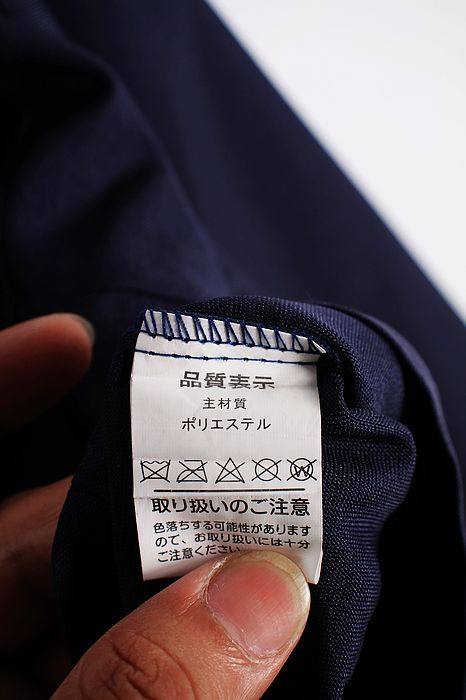 品質表示
主材質
ポリエステル
取り扱いのご注意
色落ちする可能性があります
ので、お取り扱いには十分
ご注意ください